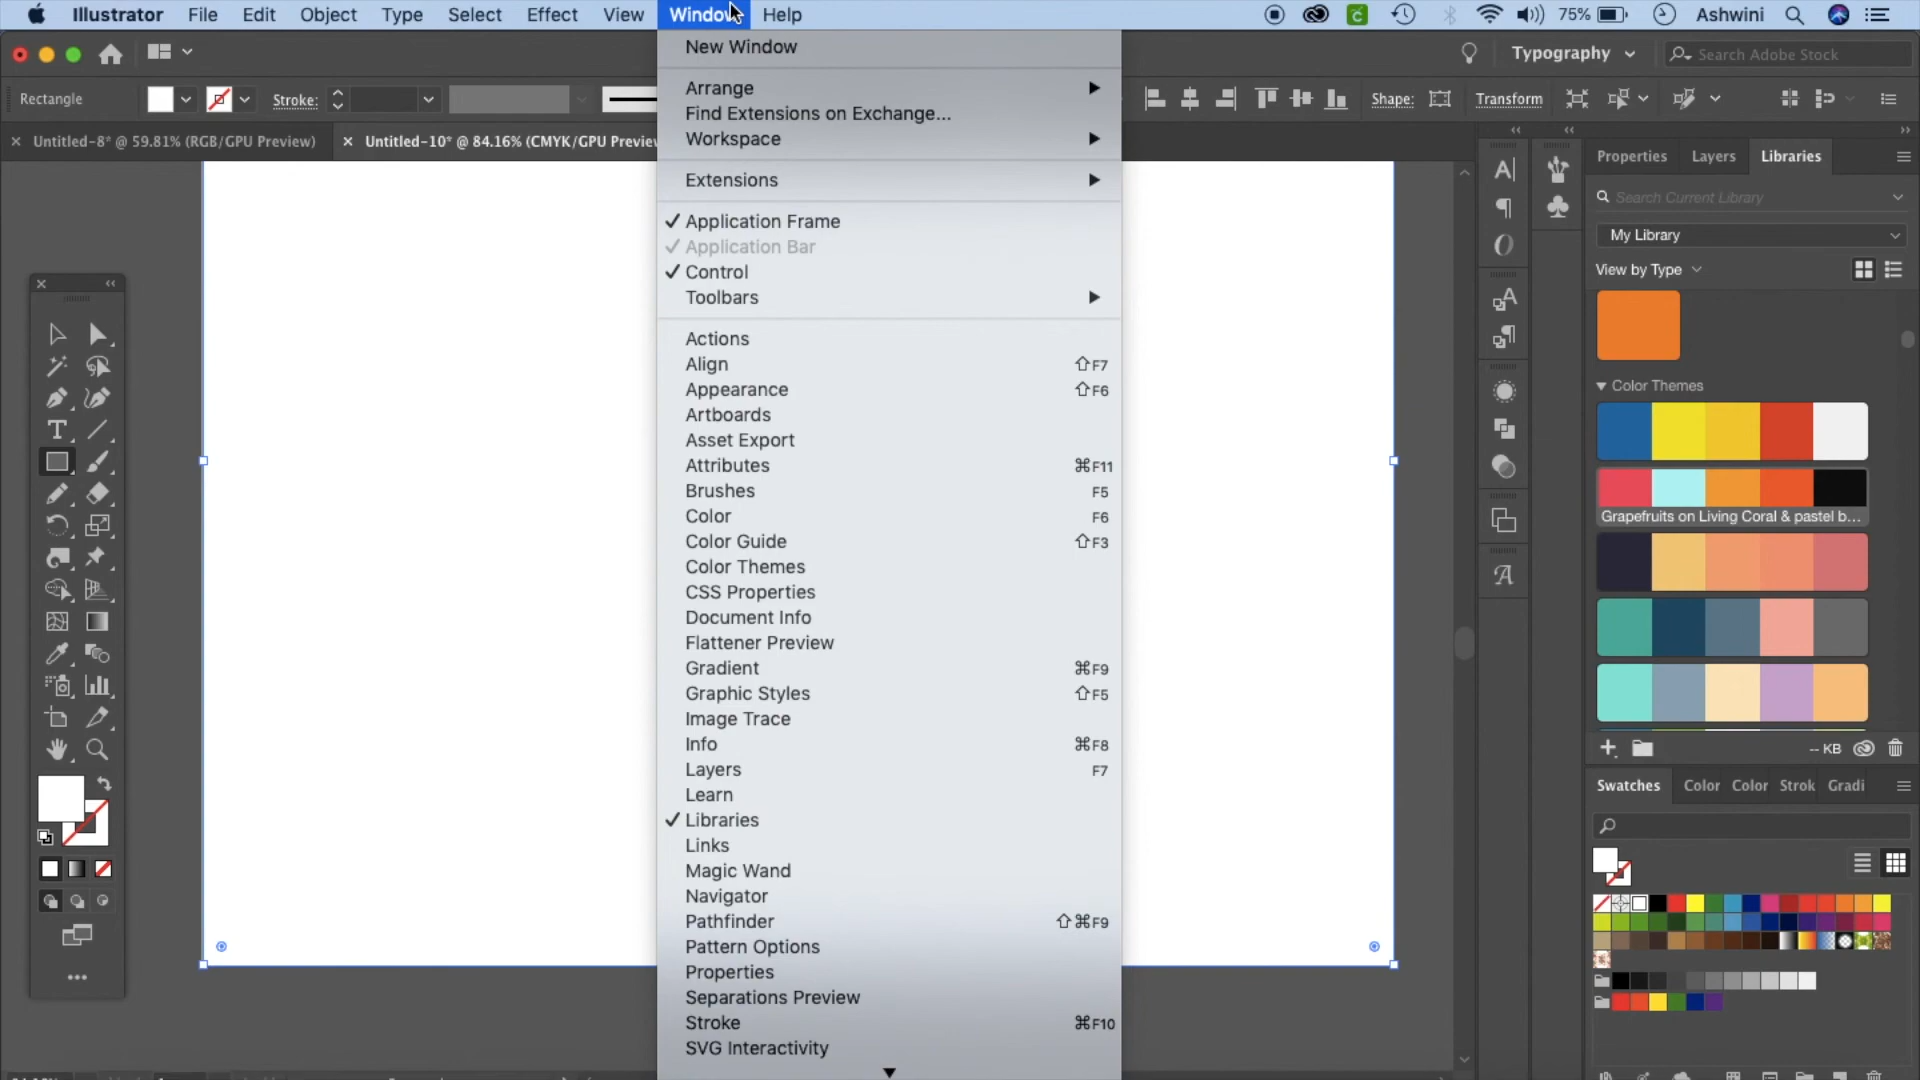 Illustrator File Edit Object Type Select Effect View Window Help 75% Ashwini
Typography Search Adobe Stock
Rectangle Stroke: Shape: Transform
Untitled-8* @ 59.81% (RGB/GPU Preview) Untitled-10* @ 84.16% (CMYK/GPU Preview
New Window
Arrange
Find Extensions on Exchange...
Workspace
Extensions
Application Frame
Application Bar
Control
Toolbars
Actions
Align ⇧F7
Appearance ⇧F6
Artboards
Asset Export
Attributes ⌘F11
Brushes F5
Color F6
Color Guide ⇧F3
Color Themes
CSS Properties
Document Info
Flattener Preview
Gradient ⌘F9
Graphic Styles ⇧F5
Image Trace
Info ⌘F8
Layers F7
Learn
Libraries
Links
Magic Wand
Navigator
Pathfinder ⇧⌘F9
Pattern Options
Properties
Separations Preview
Stroke ⌘F10
SVG Interactivity
Properties Layers Libraries
Search Current Library
My Library
View by Type
Color Themes
Grapefruits on Living Coral & pastel b...
-- KB
Swatches Color Color Strok Gradi